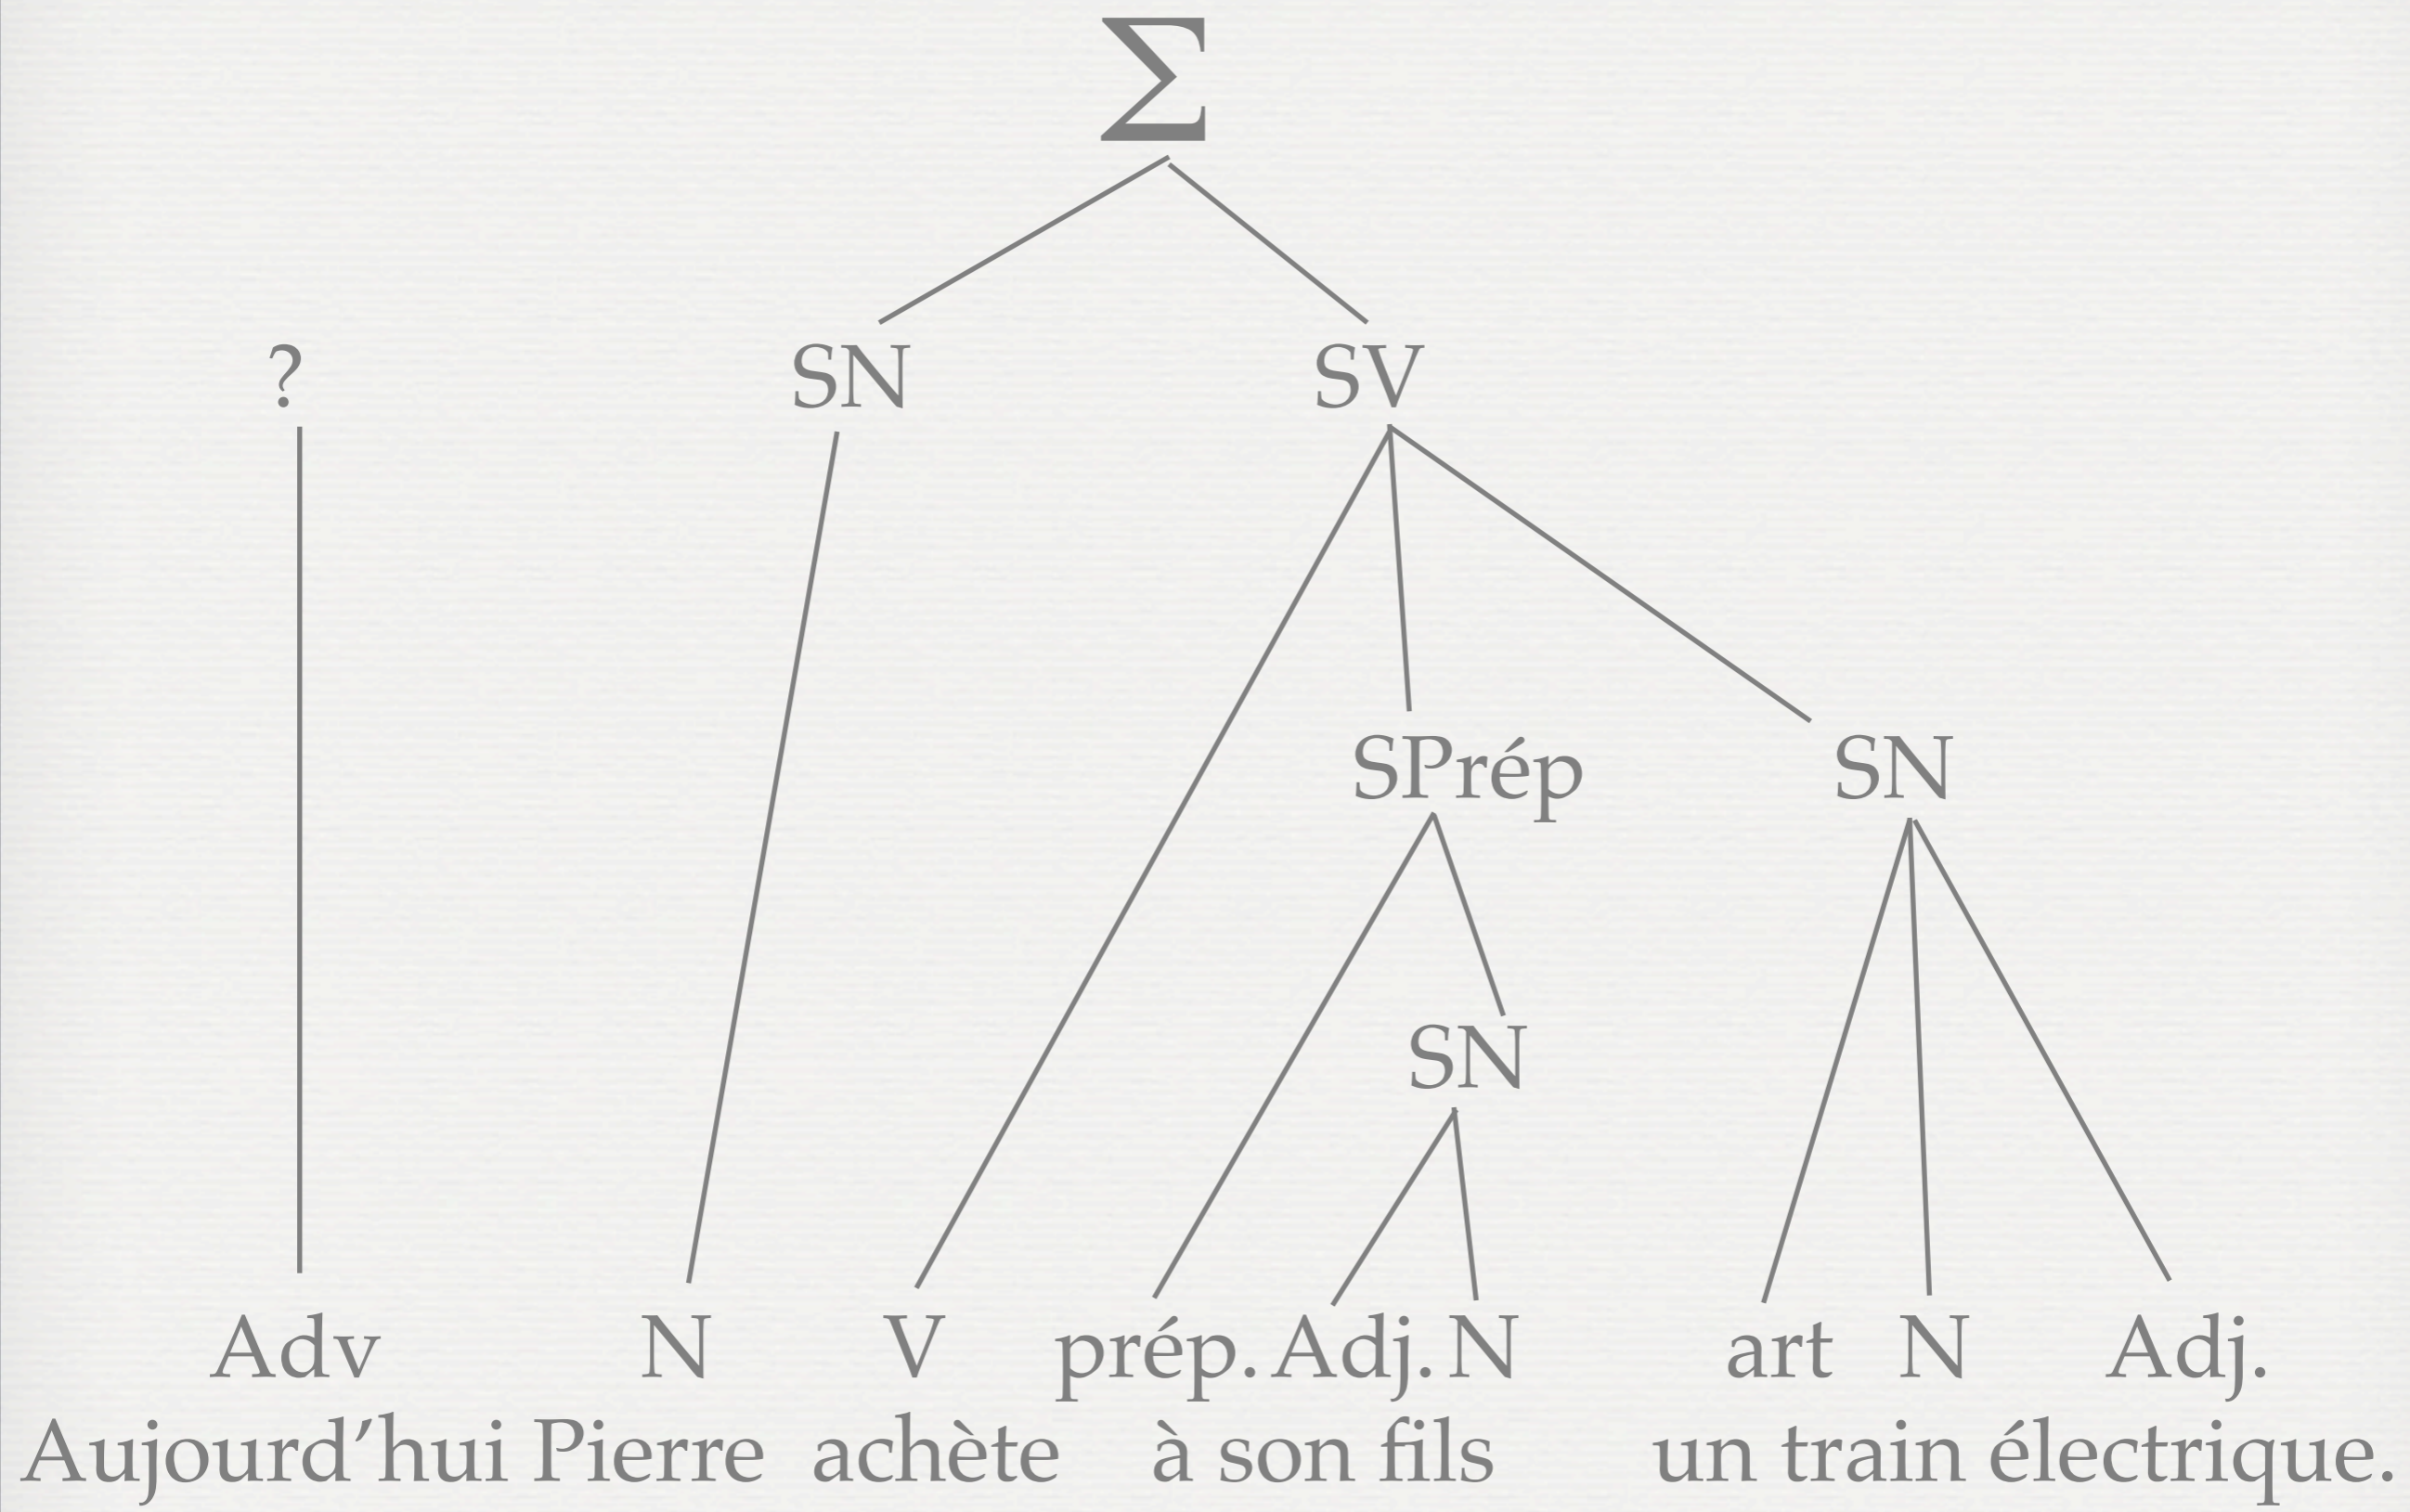 Σ
? SN SV
SPrép SN
SN
Adv N V prép. Adj. N art N Adj.
Aujourd’hui Pierre achète à son fils un train électrique.